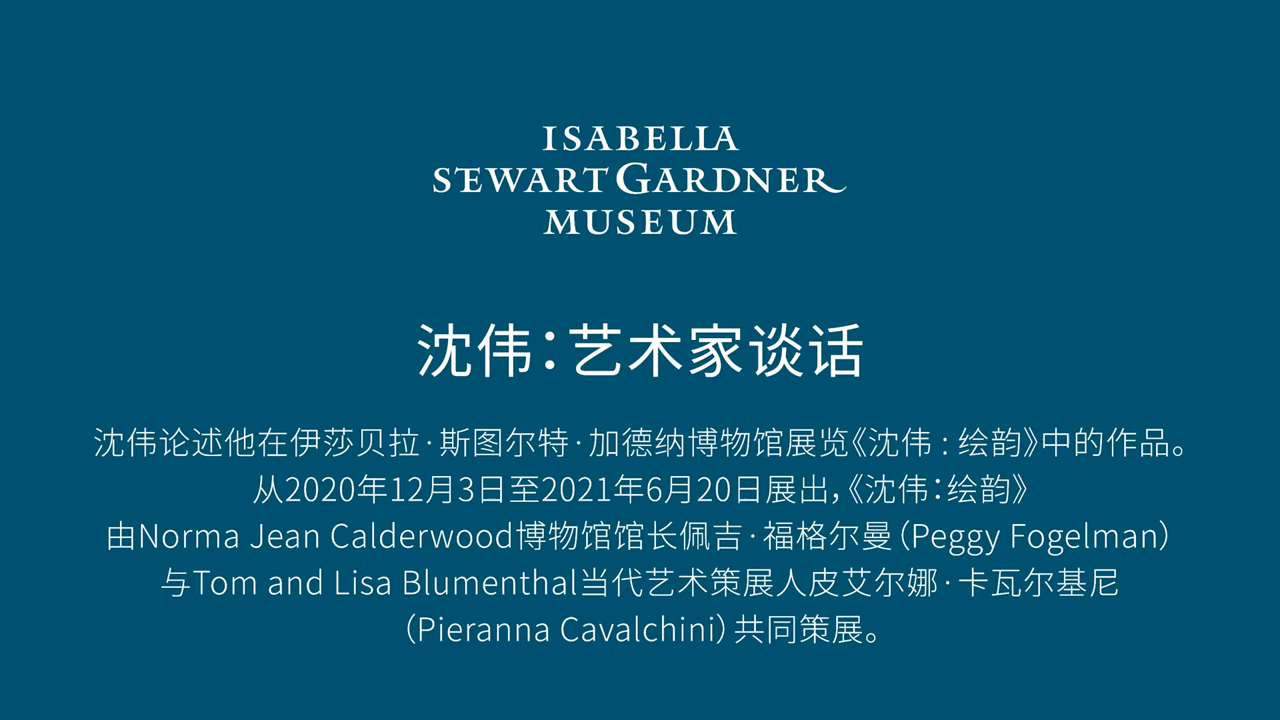 ISABELLA
STEWART GARDNER
MUSEUM
沈伟：艺术家谈话
沈伟论述他在伊莎贝拉·斯图尔特·加德纳博物馆展览《沈伟：绘韵》中的作品。
从2020年12月3日至2021年6月20日展出，《沈伟：绘韵》
由Norma Jean Calderwood博物馆馆长佩吉·福格尔曼（Peggy Fogelman）
与Tom and Lisa Blumenthal当代艺术策展人皮艾尔娜·卡瓦尔基尼
（Pieranna Cavalchini）共同策展。